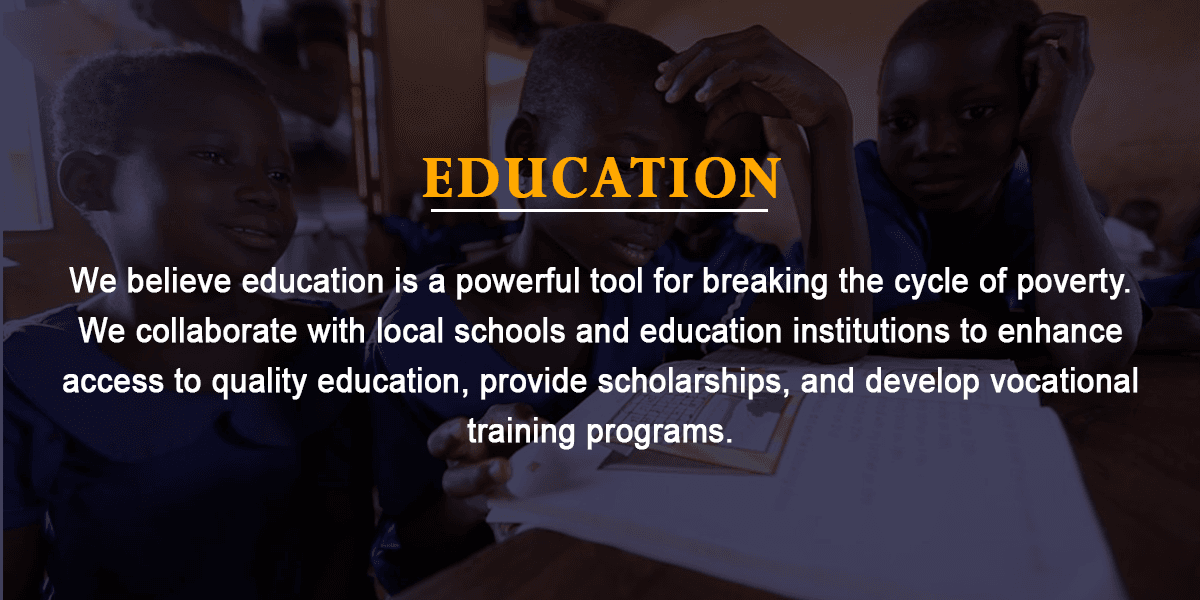 EDUCATION
We believe education is a powerful tool for breaking the cycle of poverty.
We collaborate with local schools and education institutions to enhance
access to quality education, provide scholarships, and develop vocational
training programs.